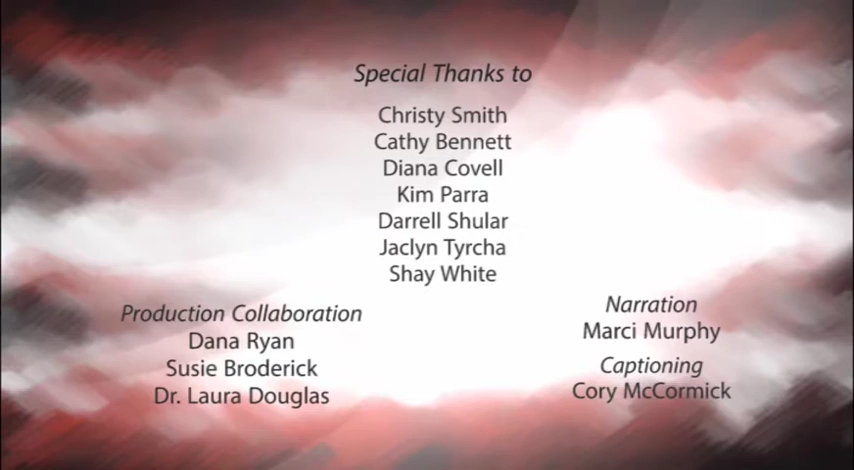 Special Thanks to
Christy Smith
Cathy Bennett
Diana Covell
Kim Parra
Darrell Shular
Jaclyn Tyrcha
Shay White
Production Collaboration
Dana Ryan
Susie Broderick
Dr. Laura Douglas
Narration
Marci Murphy
Captioning
Cory McCormick